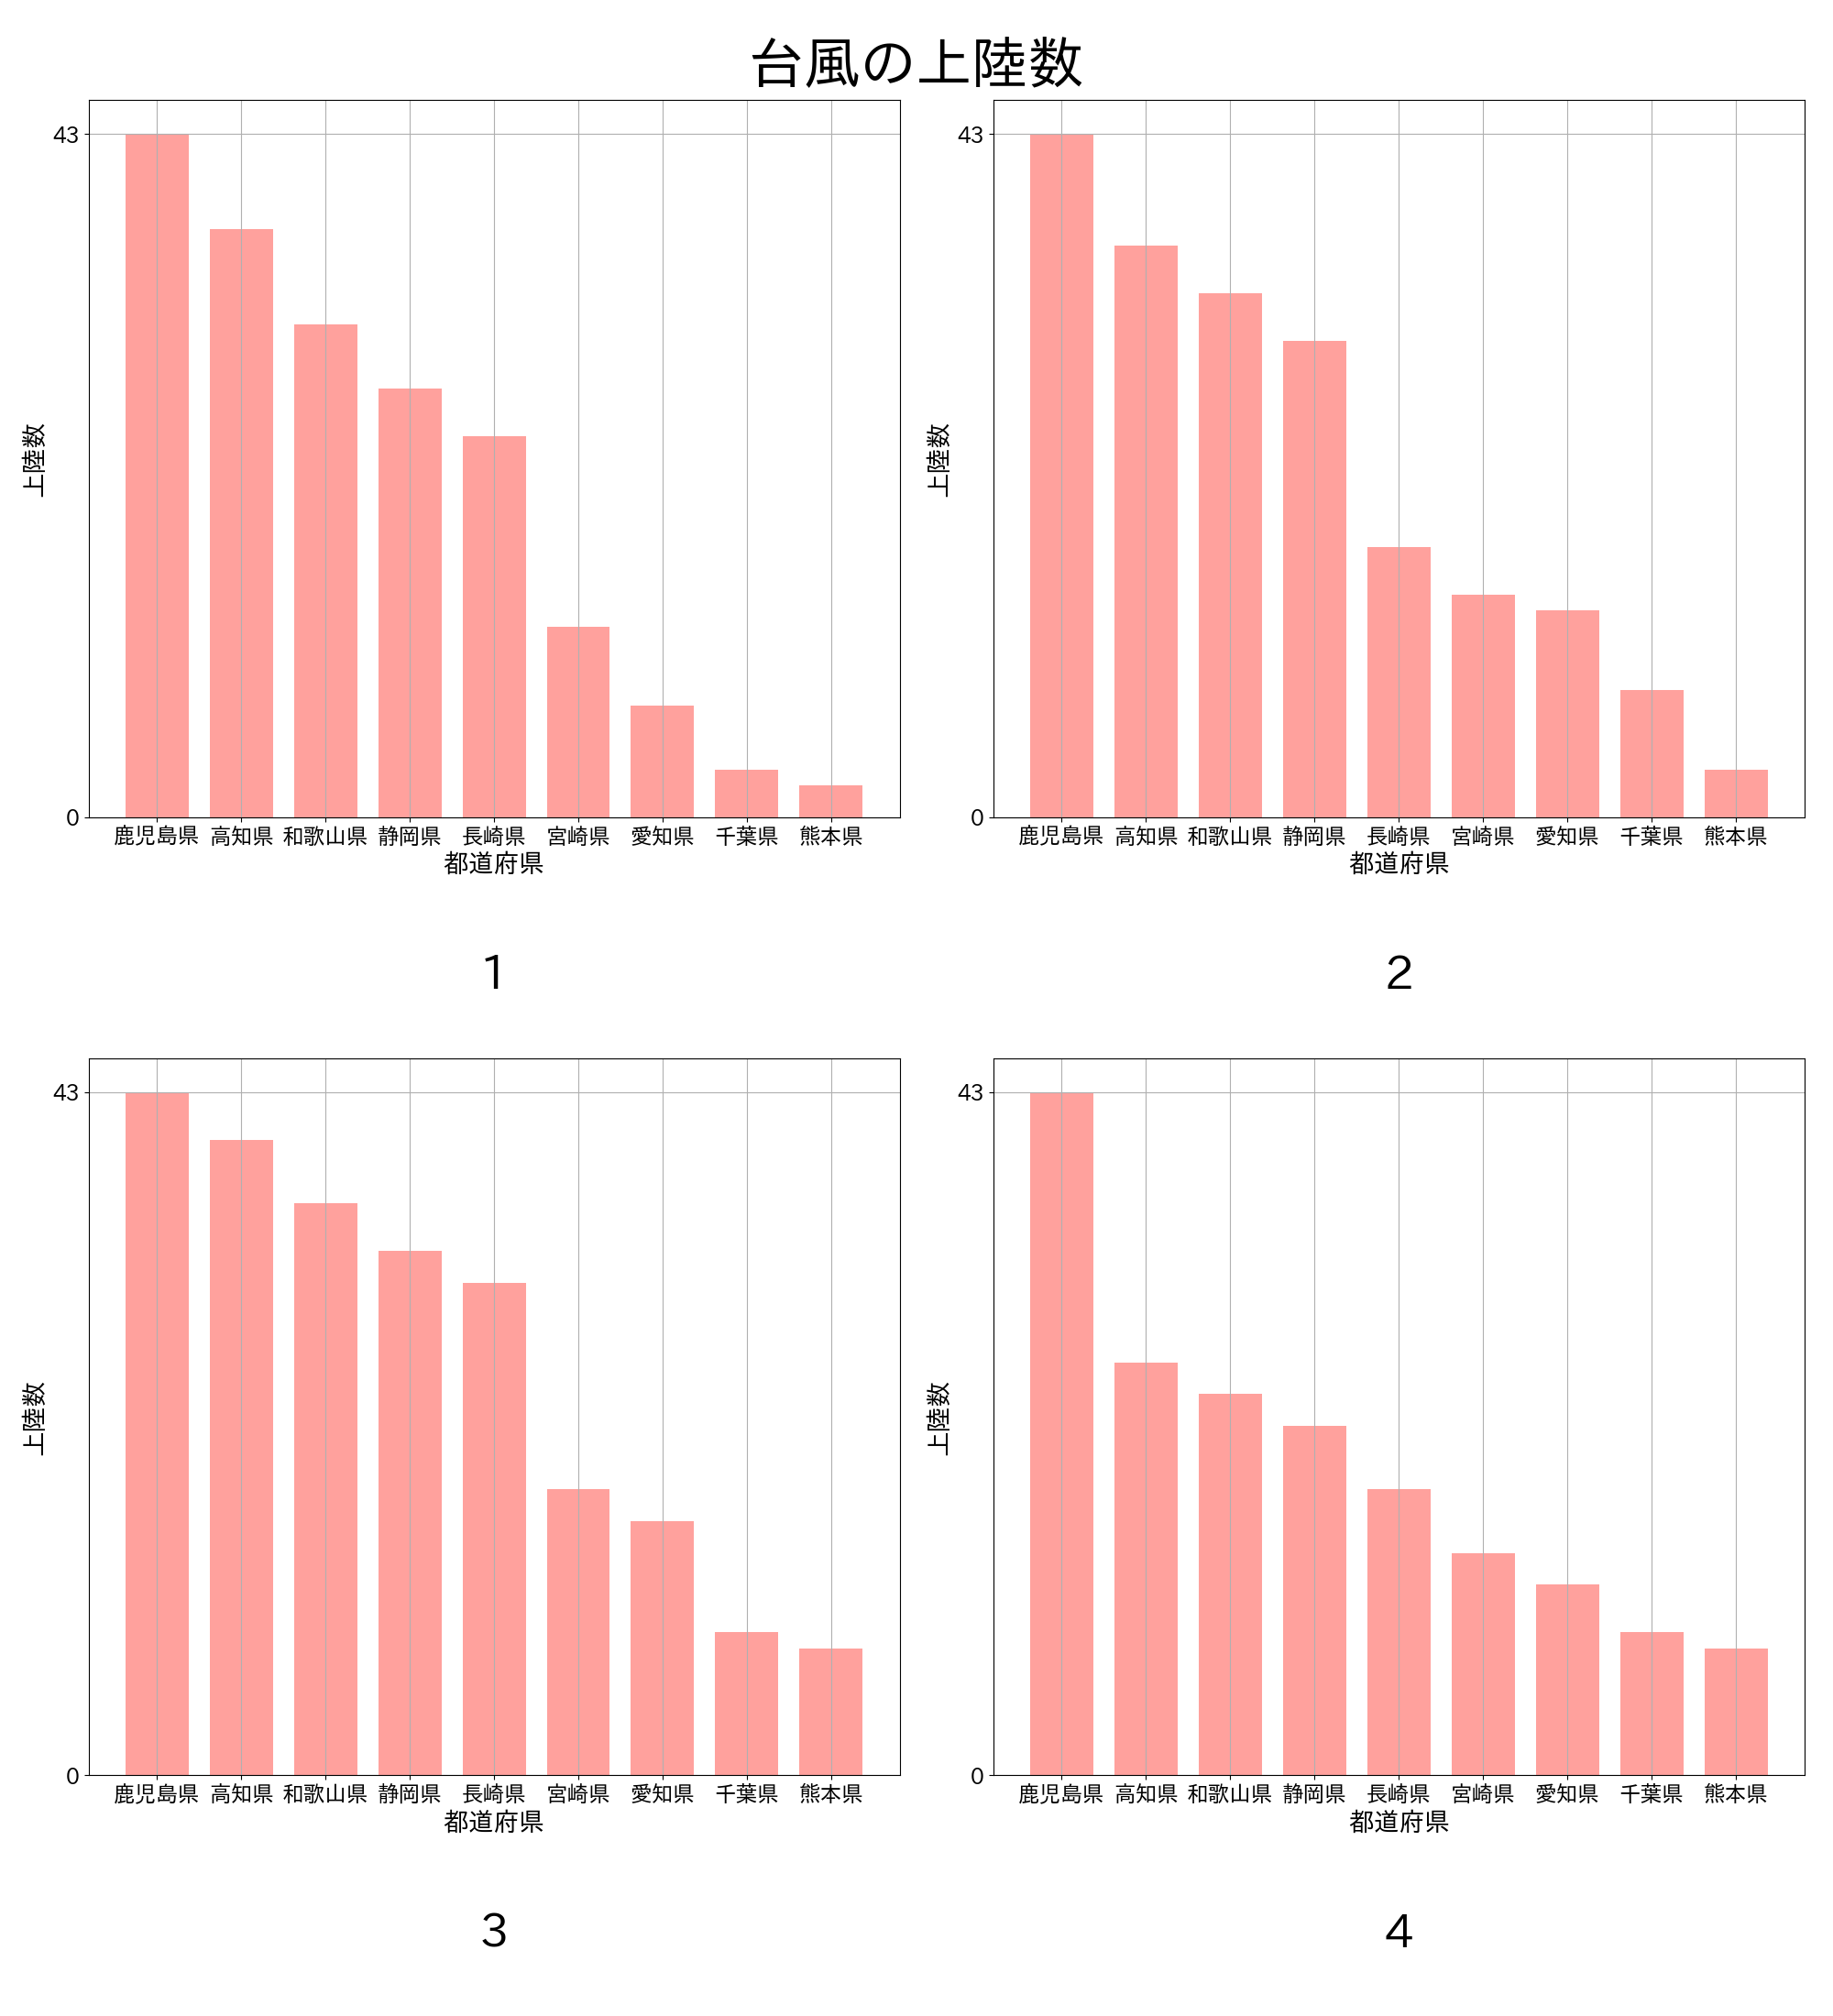 台風の上陸数
43
0
上陸数
鹿児島県 高知県 和歌山県 静岡県 長崎県 宮崎県 愛知県 千葉県 熊本県
都道府県
1
43
0
上陸数
鹿児島県 高知県 和歌山県 静岡県 長崎県 宮崎県 愛知県 千葉県 熊本県
都道府県
2
43
0
上陸数
鹿児島県 高知県 和歌山県 静岡県 長崎県 宮崎県 愛知県 千葉県 熊本県
都道府県
3
43
0
上陸数
鹿児島県 高知県 和歌山県 静岡県 長崎県 宮崎県 愛知県 千葉県 熊本県
都道府県
4